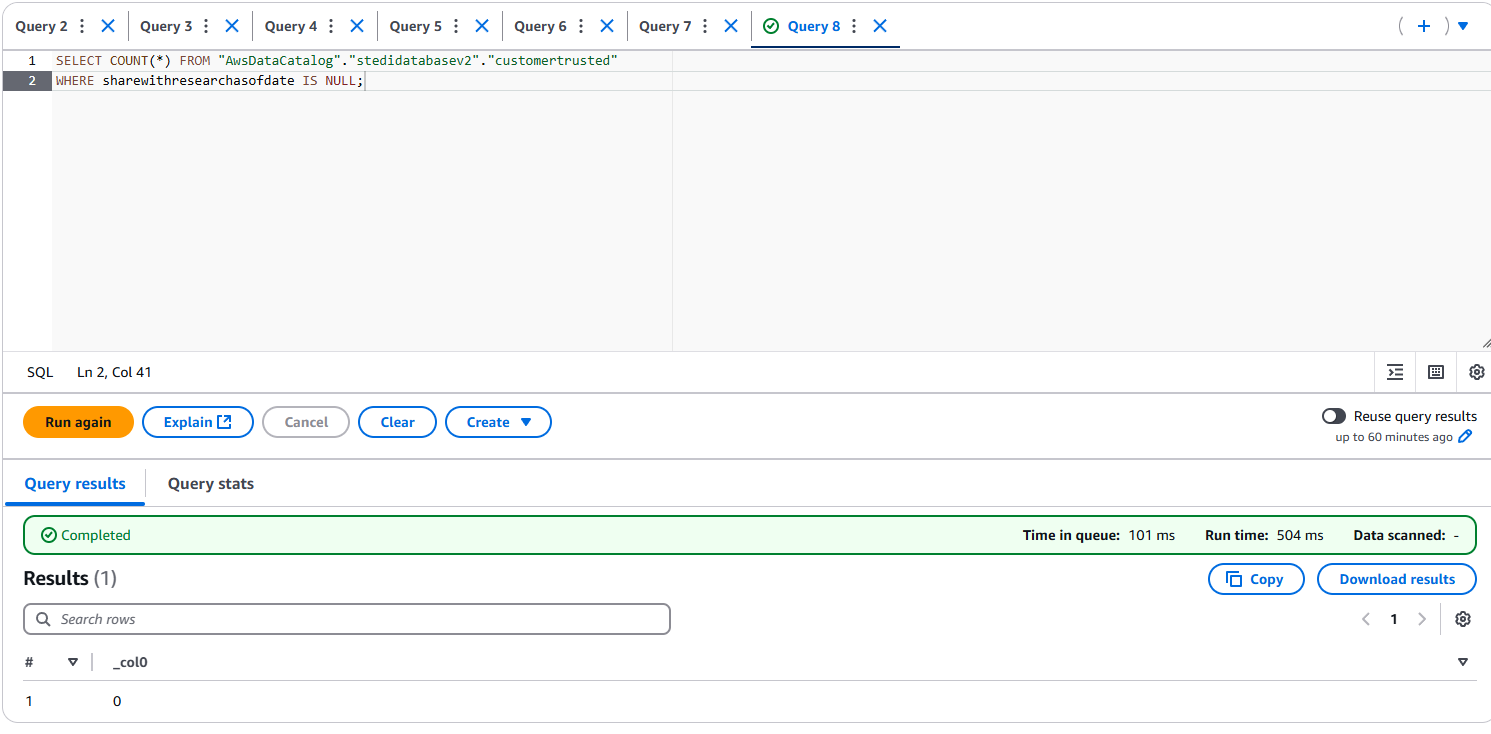 Query 2 Query 3 Query 4 Query 5 Query 6 Query 7 Query 8
1 SELECT COUNT(*) FROM "AwsDataCatalog"."stedidatabasev2"."customertrusted"
2 WHERE sharewithresearchasofdate IS NULL;
SQL Ln 2, Col 41
Run again Explain Cancel Clear Create Reuse query results
up to 60 minutes ago
Query results Query stats
Completed Time in queue: 101 ms Run time: 504 ms Data scanned: -
Results (1) Copy Download results
Search rows 1
# _col0
1 0